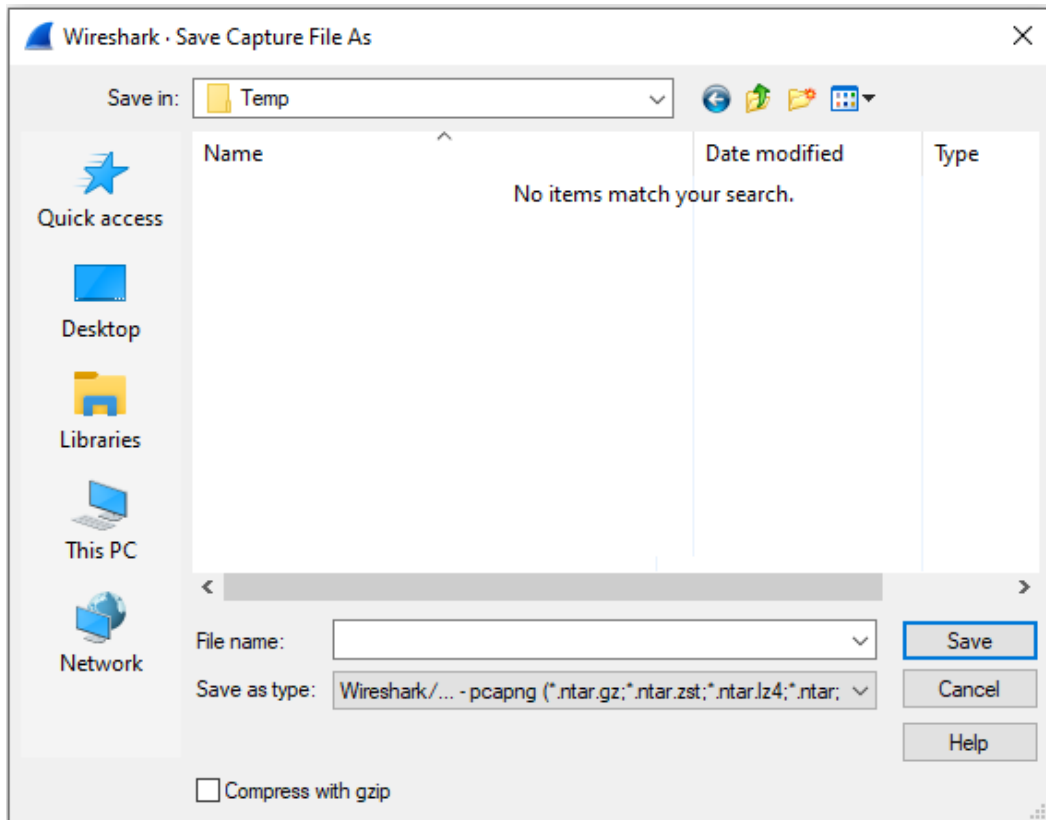 Wireshark · Save Capture File As
Save in: Temp
Name Date modified Type
No items match your search.
Quick access
Desktop
Libraries
This PC
Network
File name: Save
Save as type: Wireshark/... - pcapng (*.ntar.gz;*.ntar.zst;*.ntar.lz4;*.ntar; Cancel
Help
Compress with gzip